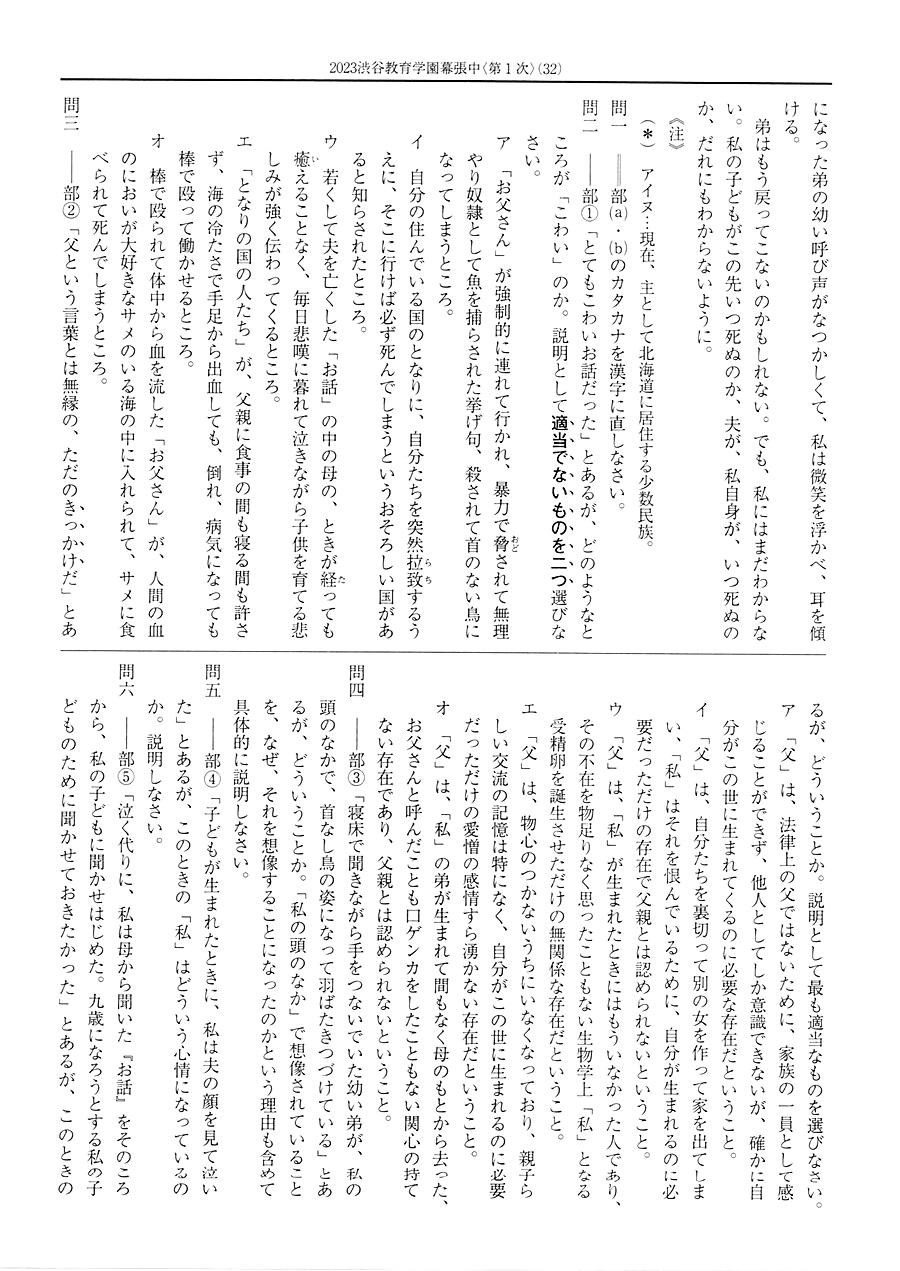 2023渋谷教育学園幕張中〈第1次〉(32)
になった弟の幼い呼び声がなつかしくて、私は微笑を浮かべ、耳を傾
ける。
弟はもう戻ってこないのかもしれない。でも、私にはまだわからな
い。私の子どもがこの先いつ死ぬのか、夫が、私自身が、いつ死ぬの
か、だれにもわからないように。
《注》
(*) アイヌ…現在、主として北海道に居住する少数民族。
問一 ══部(a)・(b)のカタカナを漢字に直しなさい。
問二 ――部①「とてもこわいお話だった」とあるが、どのようなと
ころが「こわい」のか。説明として適当でないものを二つ選びな
さい。
ア 「お父さん」が強制的に連れて行かれ、暴力で脅されて無理
やり奴隷として魚を捕らされた挙げ句、殺されて首のない鳥に
なってしまうところ。
イ 自分の住んでいる国のとなりに、自分たちを突然拉致するう
えに、そこに行けば必ず死んでしまうというおそろしい国があ
ると知らされたところ。
ウ 若くして夫を亡くした「お話」の中の母の、ときが経っても
癒えることなく、毎日悲嘆に暮れて泣きながら子供を育てる悲
しみが強く伝わってくるところ。
エ 「となりの国の人たち」が、父親に食事の間も寝る間も許さ
ず、海の冷たさで手足から出血しても、倒れ、病気になっても
棒で殴って働かせるところ。
オ 棒で殴られて体中から血を流した「お父さん」が、人間の血
のにおいが大好きなサメのいる海の中に入れられて、サメに食
べられて死んでしまうところ。
問三 ――部②「父という言葉とは無縁の、ただのきっかけだ」とあ
るが、どういうことか。説明として最も適当なものを選びなさい。
ア 「父」は、法律上の父ではないために、家族の一員として感
じることができず、他人としてしか意識できないが、確かに自
分がこの世に生まれてくるのに必要な存在だということ。
イ 「父」は、自分たちを裏切って別の女を作って家を出てしま
い、「私」はそれを恨んでいるために、自分が生まれるのに必
要だっただけの存在で父親とは認められないということ。
ウ 「父」は、「私」が生まれたときにはもういなかった人であり、
その不在を物足りなく思ったこともない生物学上「私」となる
受精卵を誕生させただけの無関係な存在だということ。
エ 「父」は、物心のつかないうちにいなくなっており、親子ら
しい交流の記憶は特になく、自分がこの世に生まれるのに必要
だっただけの愛憎の感情すら湧かない存在だということ。
オ 「父」は、「私」の弟が生まれて間もなく母のもとから去った、
お父さんと呼んだことも口ゲンカをしたこともない関心の持て
ない存在であり、父親とは認められないということ。
問四 ――部③「寝床で聞きながら手をつないでいた幼い弟が、私の
頭のなかで、首なし鳥の姿になって羽ばたきつづけている」とあ
るが、どういうことか。「私の頭のなか」で想像されていること
を、なぜ、それを想像することになったのかという理由も含めて
具体的に説明しなさい。
問五 ――部④「子どもが生まれたときに、私は夫の顔を見て泣い
た」とあるが、このときの「私」はどういう心情になっているの
か。説明しなさい。
問六 ――部⑤「泣く代りに、私は母から聞いた『お話』をそのころ
から、私の子どもに聞かせはじめた。九歳になろうとする私の子
どものために聞かせておきたかった」とあるが、このときの